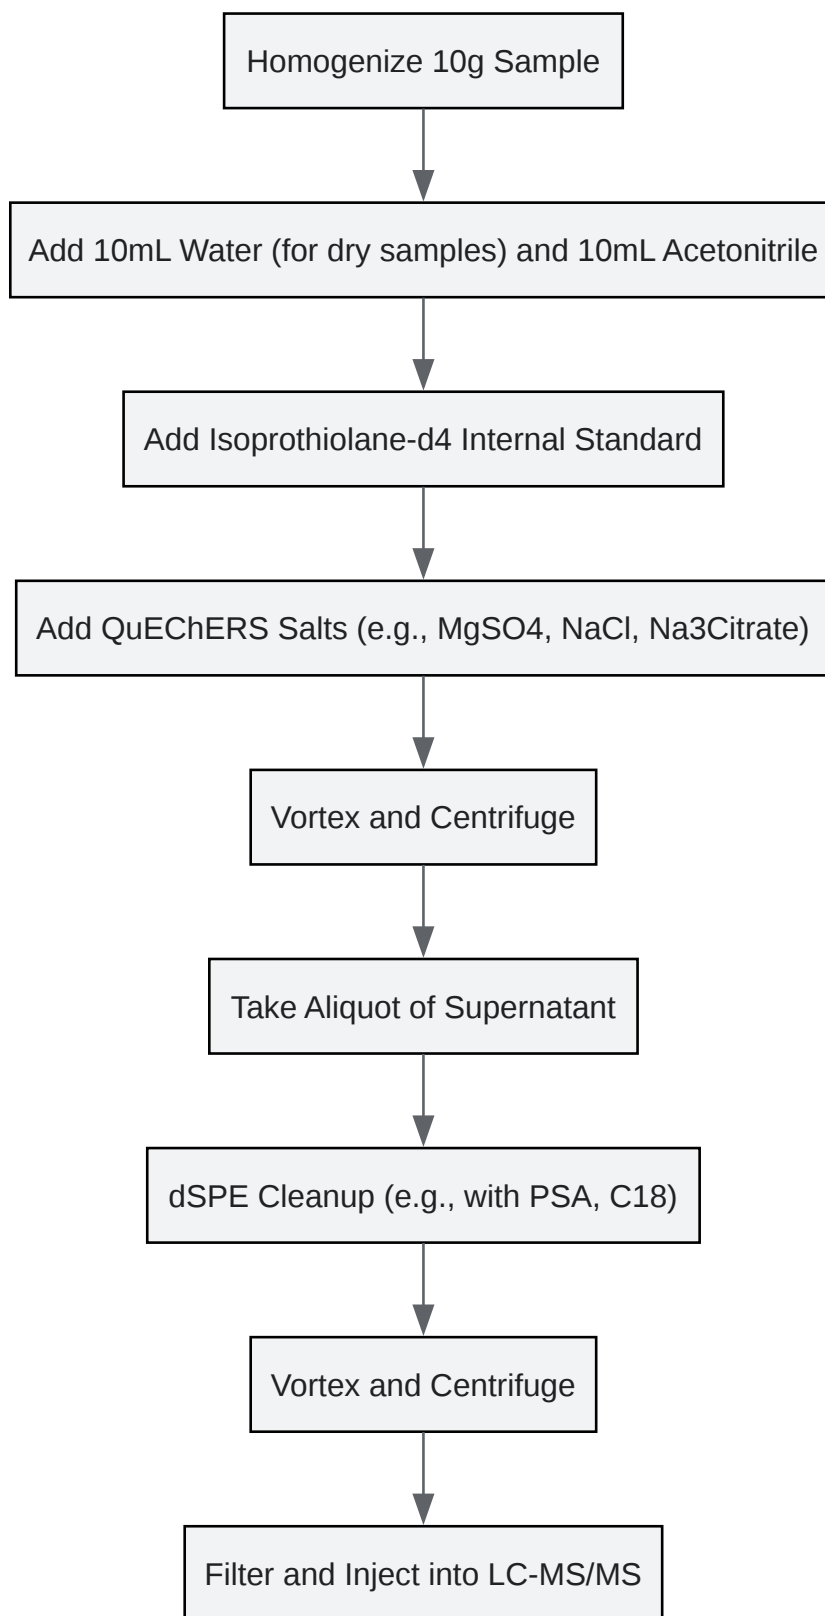 Homogenize 10g Sample
Add 10mL Water (for dry samples) and 10mL Acetonitrile
Add Isoprothiolane-d4 Internal Standard
Add QuEChERS Salts (e.g., MgSO4, NaCl, Na3Citrate)
Vortex and Centrifuge
Take Aliquot of Supernatant
dSPE Cleanup (e.g., with PSA, C18)
Vortex and Centrifuge
Filter and Inject into LC-MS/MS